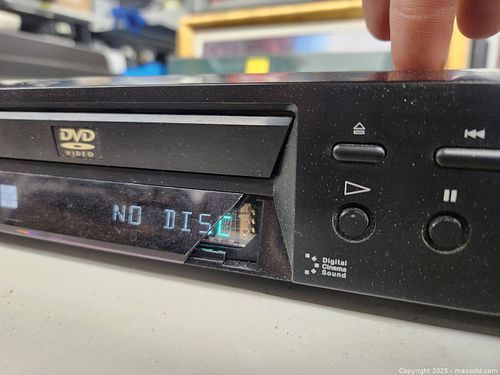 DVD
VIDEO
NO DISC
Digital
Cinema
Sound
Copyright 2025 - maxsold.com